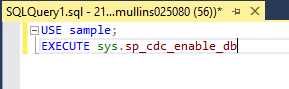 SQLQuery1.sql - 21...mullins025080 (56))*
USE sample;
EXECUTE sys.sp_cdc_enable_db